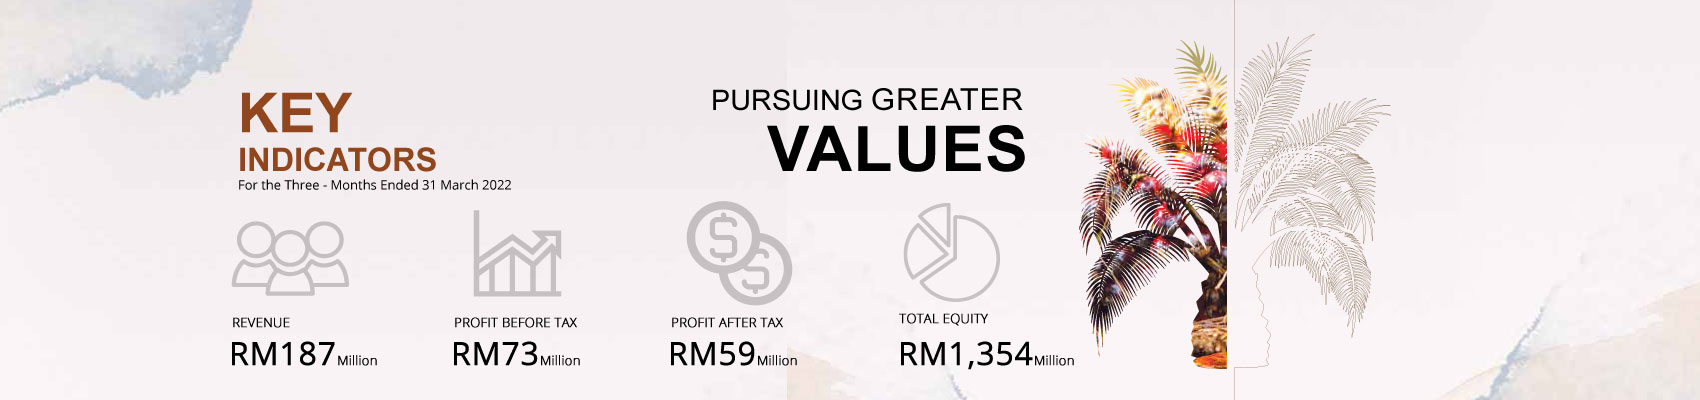 KEY
INDICATORS
For the Three - Months Ended 31 March 2022
PURSUING GREATER
VALUES
REVENUE
RM187Million
PROFIT BEFORE TAX
RM73Million
PROFIT AFTER TAX
RM59Million
TOTAL EQUITY
RM1,354Million